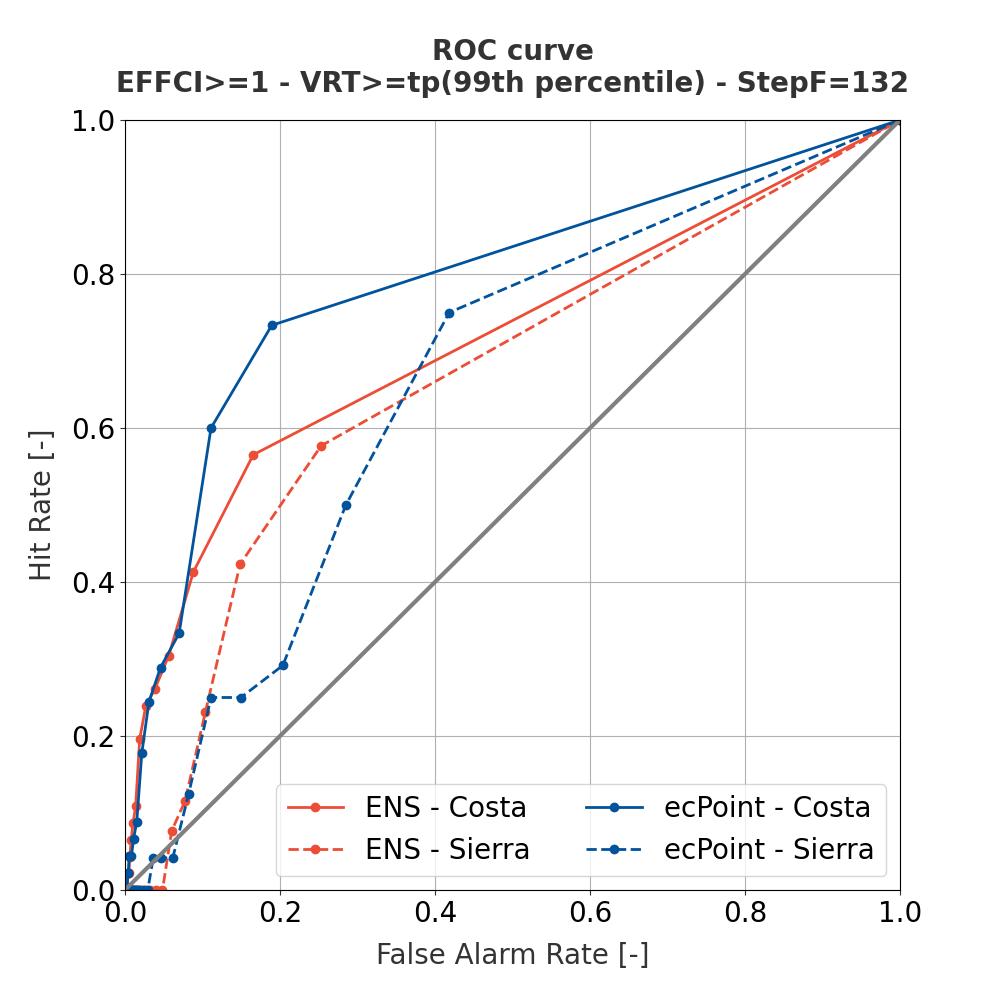 ROC curve
EFFCI>=1 - VRT>=tp(99th percentile) - StepF=132
1.0
0.8
0.6
0.4
0.2
0.0
Hit Rate [-]
ENS - Costa
ENS - Sierra
ecPoint - Costa
ecPoint - Sierra
0.0 0.2 0.4 0.6 0.8 1.0
False Alarm Rate [-]